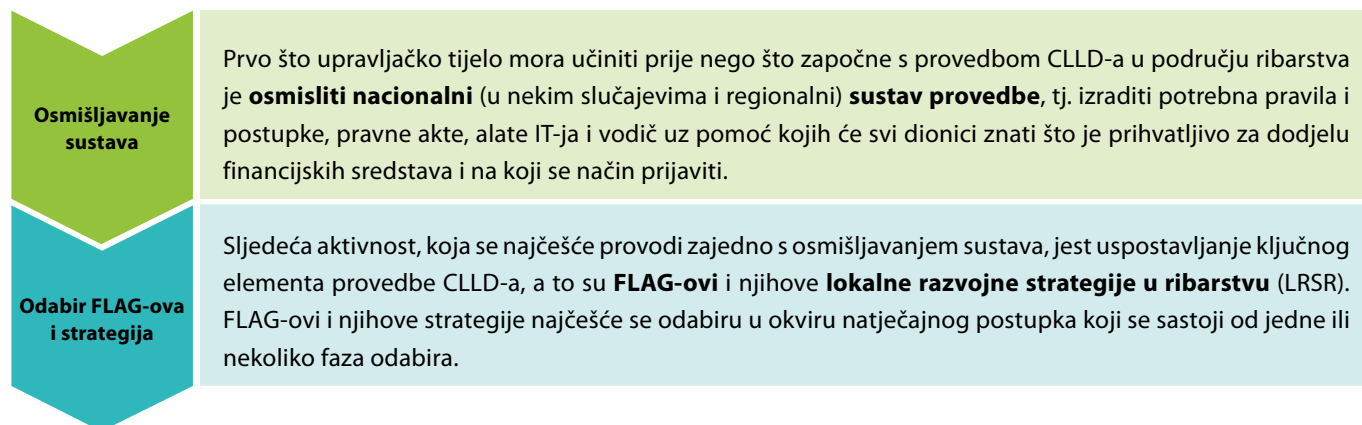 Osmišljavanje
sustava
Prvo što upravljačko tijelo mora učiniti prije nego što započne s provedbom CLLD-a u području ribarstva
je osmisliti nacionalni (u nekim slučajevima i regionalni) sustav provedbe, tj. izraditi potrebna pravila i
postupke, pravne akte, alate IT-ja i vodič uz pomoć kojih će svi dionici znati što je prihvatljivo za dodjelu
financijskih sredstava i na koji se način prijaviti.
Odabir FLAG-ova
i strategija
Sljedeća aktivnost, koja se najčešće provodi zajedno s osmišljavanjem sustava, jest uspostavljanje ključnog
elementa provedbe CLLD-a, a to su FLAG-ovi i njihove lokalne razvojne strategije u ribarstvu (LRSR).
FLAG-ovi i njihove strategije najčešće se odabiru u okviru natječajnog postupka koji se sastoji od jedne ili
nekoliko faza odabira.